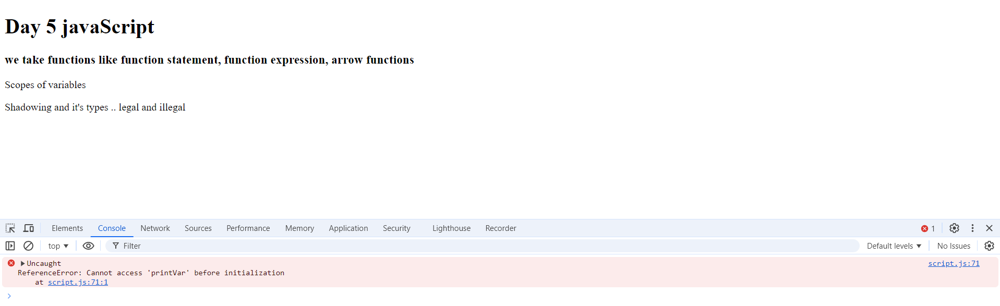 Day 5 javaScript
we take functions like function statement, function expression, arrow functions
Scopes of variables
Shadowing and it's types .. legal and illegal
Elements Console Network Sources Performance Memory Application Security Lighthouse Recorder 1
top Filter Default levels No Issues
Uncaught script.js:71
ReferenceError: Cannot access 'printVar' before initialization
at script.js:71:1